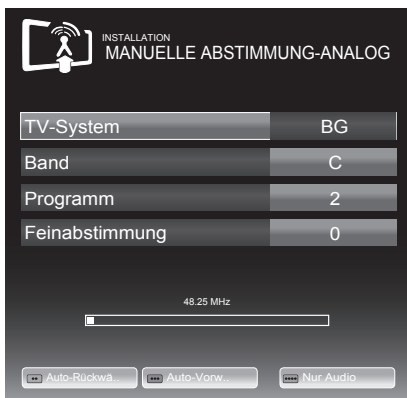 INSTALLATION
MANUELLE ABSTIMMUNG-ANALOG
TV-System BG
Band C
Programm 2
Feinabstimmung 0
48.25 MHz
Auto-Rückwä.. Auto-Vorw.. Nur Audio